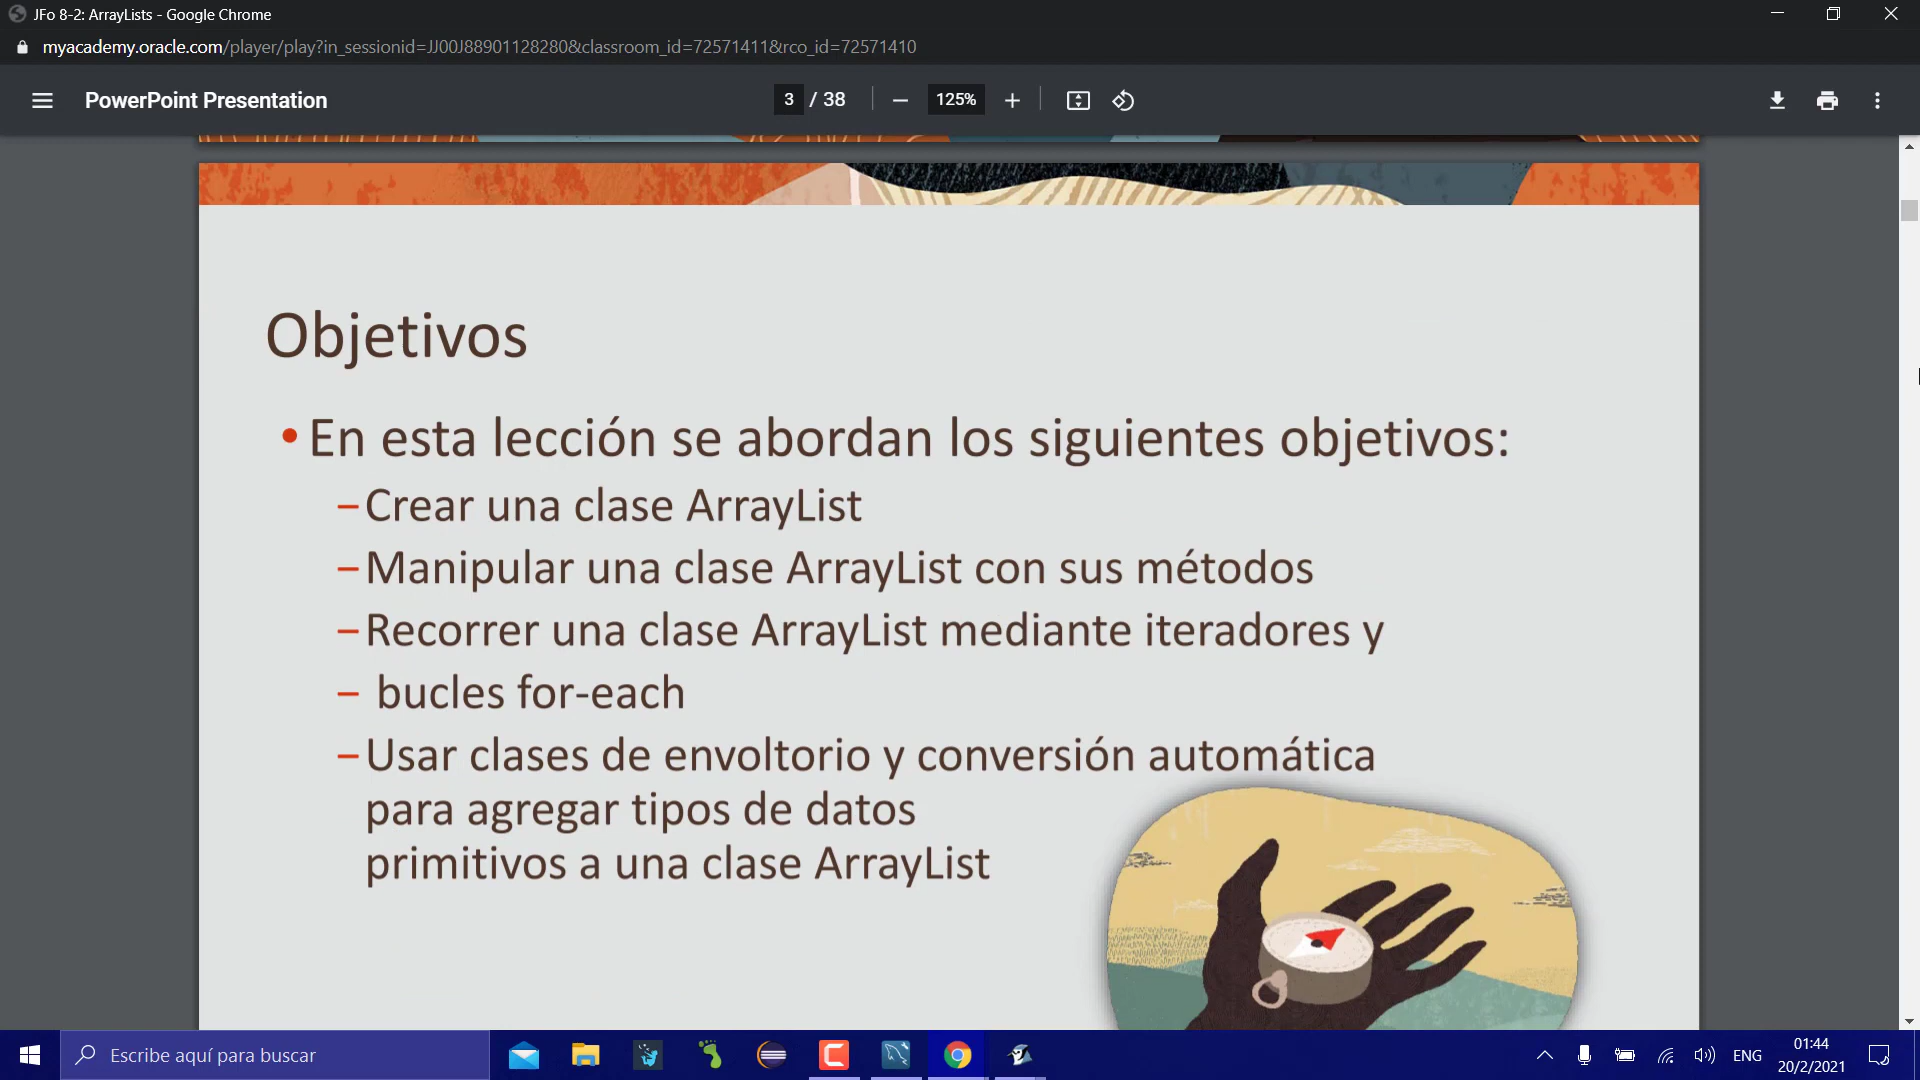 JFo 8-2: ArrayLists - Google Chrome
myacademy.oracle.com/player/play?in_sessionid=JJ00J88901128280&classroom_id=72571411&rco_id=72571410
PowerPoint Presentation
3 / 38
125%
Objetivos
• En esta lección se abordan los siguientes objetivos:
– Crear una clase ArrayList
– Manipular una clase ArrayList con sus métodos
– Recorrer una clase ArrayList mediante iteradores y
– bucles for-each
– Usar clases de envoltorio y conversión automática
para agregar tipos de datos
primitivos a una clase ArrayList
Escribe aquí para buscar
ENG
01:44
20/2/2021